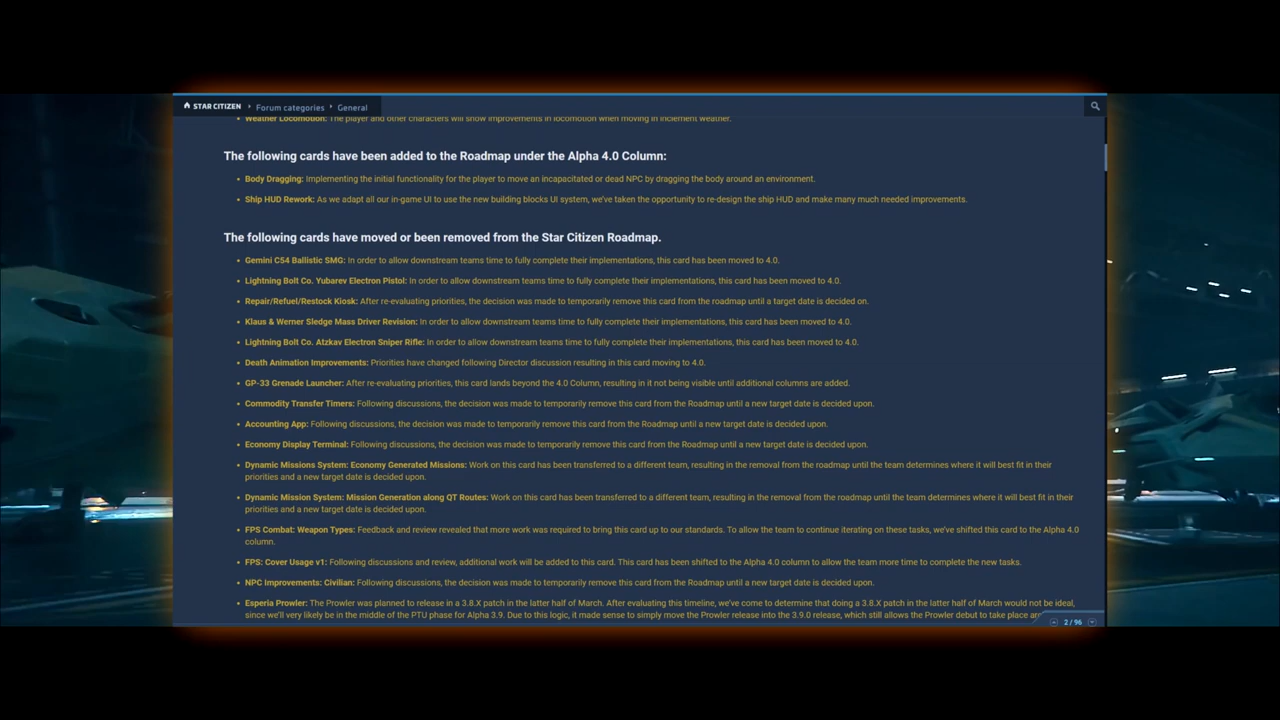 STAR CITIZEN Forum categories General
Weather Locomotion: The player and other characters will show improvements in locomotion when moving in inclement weather.
The following cards have been added to the Roadmap under the Alpha 4.0 Column:
• Body Dragging: Implementing the initial functionality for the player to move an incapacitated or dead NPC by dragging the body around an environment.
• Ship HUD Rework: As we adapt all our in-game UI to use the new building blocks UI system, we've taken the opportunity to re-design the ship HUD and make many much needed improvements.
The following cards have moved or been removed from the Star Citizen Roadmap.
• Gemini C54 Ballistic SMG: In order to allow downstream teams time to fully complete their implementations, this card has been moved to 4.0.
• Lightning Bolt Co. Yubarev Electron Pistol: In order to allow downstream teams time to fully complete their implementations, this card has been moved to 4.0.
• Repair/Refuel/Restock Kiosk: After re-evaluating priorities, the decision was made to temporarily remove this card from the roadmap until a target date is decided on.
• Klaus & Werner Sledge Mass Driver Revision: In order to allow downstream teams time to fully complete their implementations, this card has been moved to 4.0.
• Lightning Bolt Co. Atzkav Electron Sniper Rifle: In order to allow downstream teams time to fully complete their implementations, this card has been moved to 4.0.
• Death Animation Improvements: Priorities have changed following Director discussion resulting in this card moving to 4.0.
• GP-33 Grenade Launcher: After re-evaluating priorities, this card lands beyond the 4.0 Column, resulting in it not being visible until additional columns are added.
• Commodity Transfer Timers: Following discussions, the decision was made to temporarily remove this card from the Roadmap until a new target date is decided upon.
• Accounting App: Following discussions, the decision was made to temporarily remove this card from the Roadmap until a new target date is decided upon.
• Economy Display Terminal: Following discussions, the decision was made to temporarily remove this card from the Roadmap until a new target date is decided upon.
• Dynamic Missions System: Economy Generated Missions: Work on this card has been transferred to a different team, resulting in the removal from the roadmap until the team determines where it will best fit in their
priorities and a new target date is decided upon.
• Dynamic Mission System: Mission Generation along QT Routes: Work on this card has been transferred to a different team, resulting in the removal from the roadmap until the team determines where it will best fit in their
priorities and a new target date is decided upon.
• FPS Combat: Weapon Types: Feedback and review revealed that more work was required to bring this card up to our standards. To allow the team to continue iterating on these tasks, we've shifted this card to the Alpha 4.0
column.
• FPS: Cover Usage v1: Following discussions and review, additional work will be added to this card. This card has been shifted to the Alpha 4.0 column to allow the team more time to complete the new tasks.
• NPC Improvements: Civilian: Following discussions, the decision was made to temporarily remove this card from the Roadmap until a new target date is decided upon.
• Esperia Prowler: The Prowler was planned to release in a 3.8.X patch in the latter half of March. After evaluating this timeline, we've come to determine that doing a 3.8.X patch in the latter half of March would not be ideal,
since we'll very likely be in the middle of the PTU phase for Alpha 3.9. Due to this logic, it made sense to simply move the Prowler release into the 3.9.0 release, which still allows the Prowler debut to take place
2 / 96